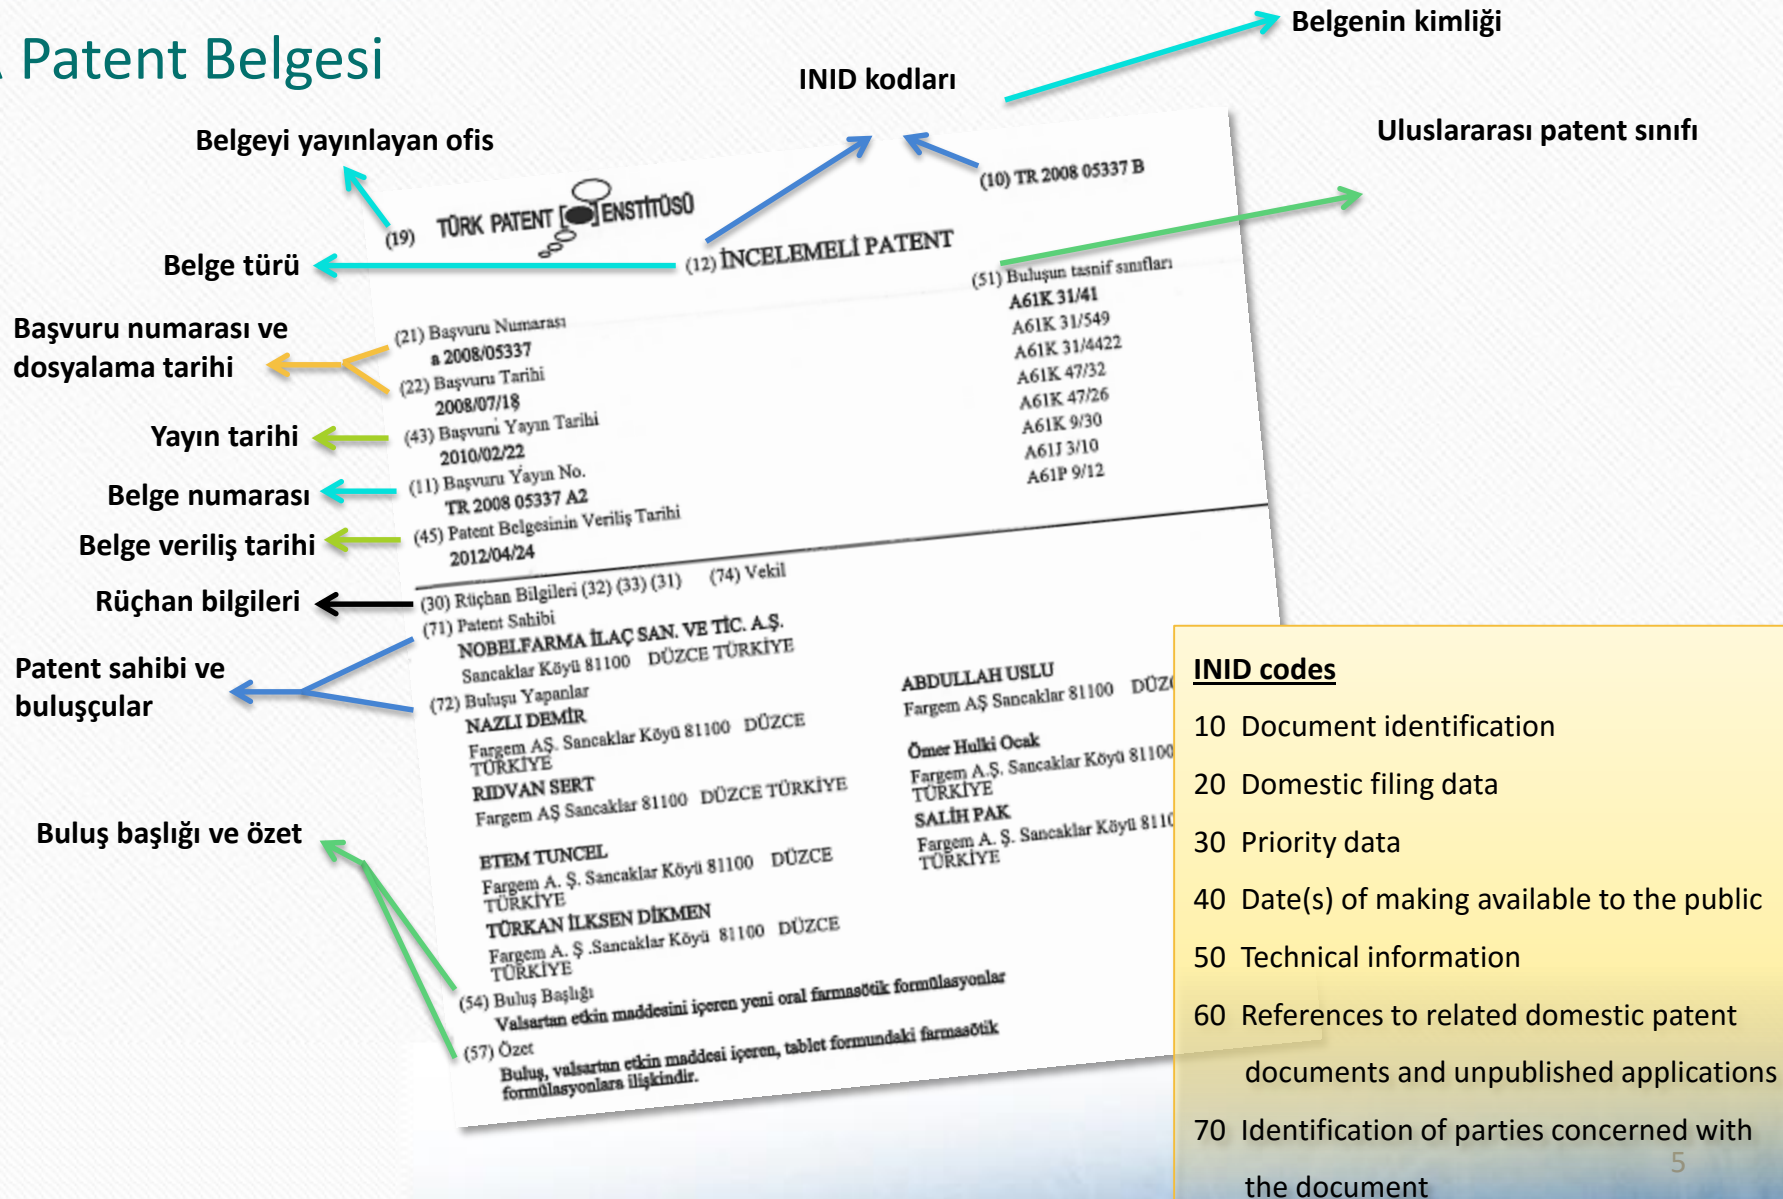 Patent Belgesi
Belgenin kimliği
INID kodları
Uluslararası patent sınıfı
Belgeyi yayınlayan ofis
Belge türü
Başvuru numarası ve
dosyalama tarihi
Yayın tarihi
Belge numarası
Belge veriliş tarihi
Rüçhan bilgileri
Patent sahibi ve
buluşçular
Buluş başlığı ve özet
(10) TR 2008 05337 B
(19) TÜRK PATENT [ ] ENSTİTÜSÜ
(12) İNCELEMELİ PATENT
(51) Buluşun tasnif sınıfları
A61K 31/41
A61K 31/549
A61K 31/4422
A61K 47/32
A61K 47/26
A61K 9/30
A61J 3/10
A61P 9/12
(21) Başvuru Numarası
a 2008/05337
(22) Başvuru Tarihi
2008/07/18
(43) Başvuru Yayın Tarihi
2010/02/22
(11) Başvuru Yayın No.
TR 2008 05337 A2
(45) Patent Belgesinin Veriliş Tarihi
2012/04/24
(30) Rüçhan Bilgileri (32) (33) (31) (74) Vekil
(71) Patent Sahibi
NOBELFARMA İLAÇ SAN. VE TİC. A.Ş.
Sancaklar Köyü 81100 DÜZCE TÜRKİYE
(72) Buluşu Yapanlar
NAZLI DEMİR
Fargem AŞ. Sancaklar Köyü 81100 DÜZCE
TÜRKİYE
RIDVAN SERT
Fargem AŞ Sancaklar 81100 DÜZCE TÜRKİYE
ETEM TUNCEL
Fargem A. Ş. Sancaklar Köyü 81100 DÜZCE
TÜRKİYE
TÜRKAN İLKSEN DİKMEN
Fargem A. Ş .Sancaklar Köyü 81100 DÜZCE
TÜRKİYE
ABDULLAH USLU
Fargem AŞ Sancaklar 81100
Ömer Hulki Ocak
Fargem A.Ş. Sancaklar Köyü 81100
TÜRKİYE
SALİH PAK
Fargem A. Ş. Sancaklar Köyü
TÜRKİYE
(54) Buluş Başlığı
Valsartan etkin maddesini içeren yeni oral farmasötik formülasyonlar
(57) Özet
Buluş, valsartan etkin maddesi içeren, tablet formundaki farmasötik
formülasyonlara ilişkindir.
INID codes
10 Document identification
20 Domestic filing data
30 Priority data
40 Date(s) of making available to the public
50 Technical information
60 References to related domestic patent
documents and unpublished applications
70 Identification of parties concerned with
the document
5